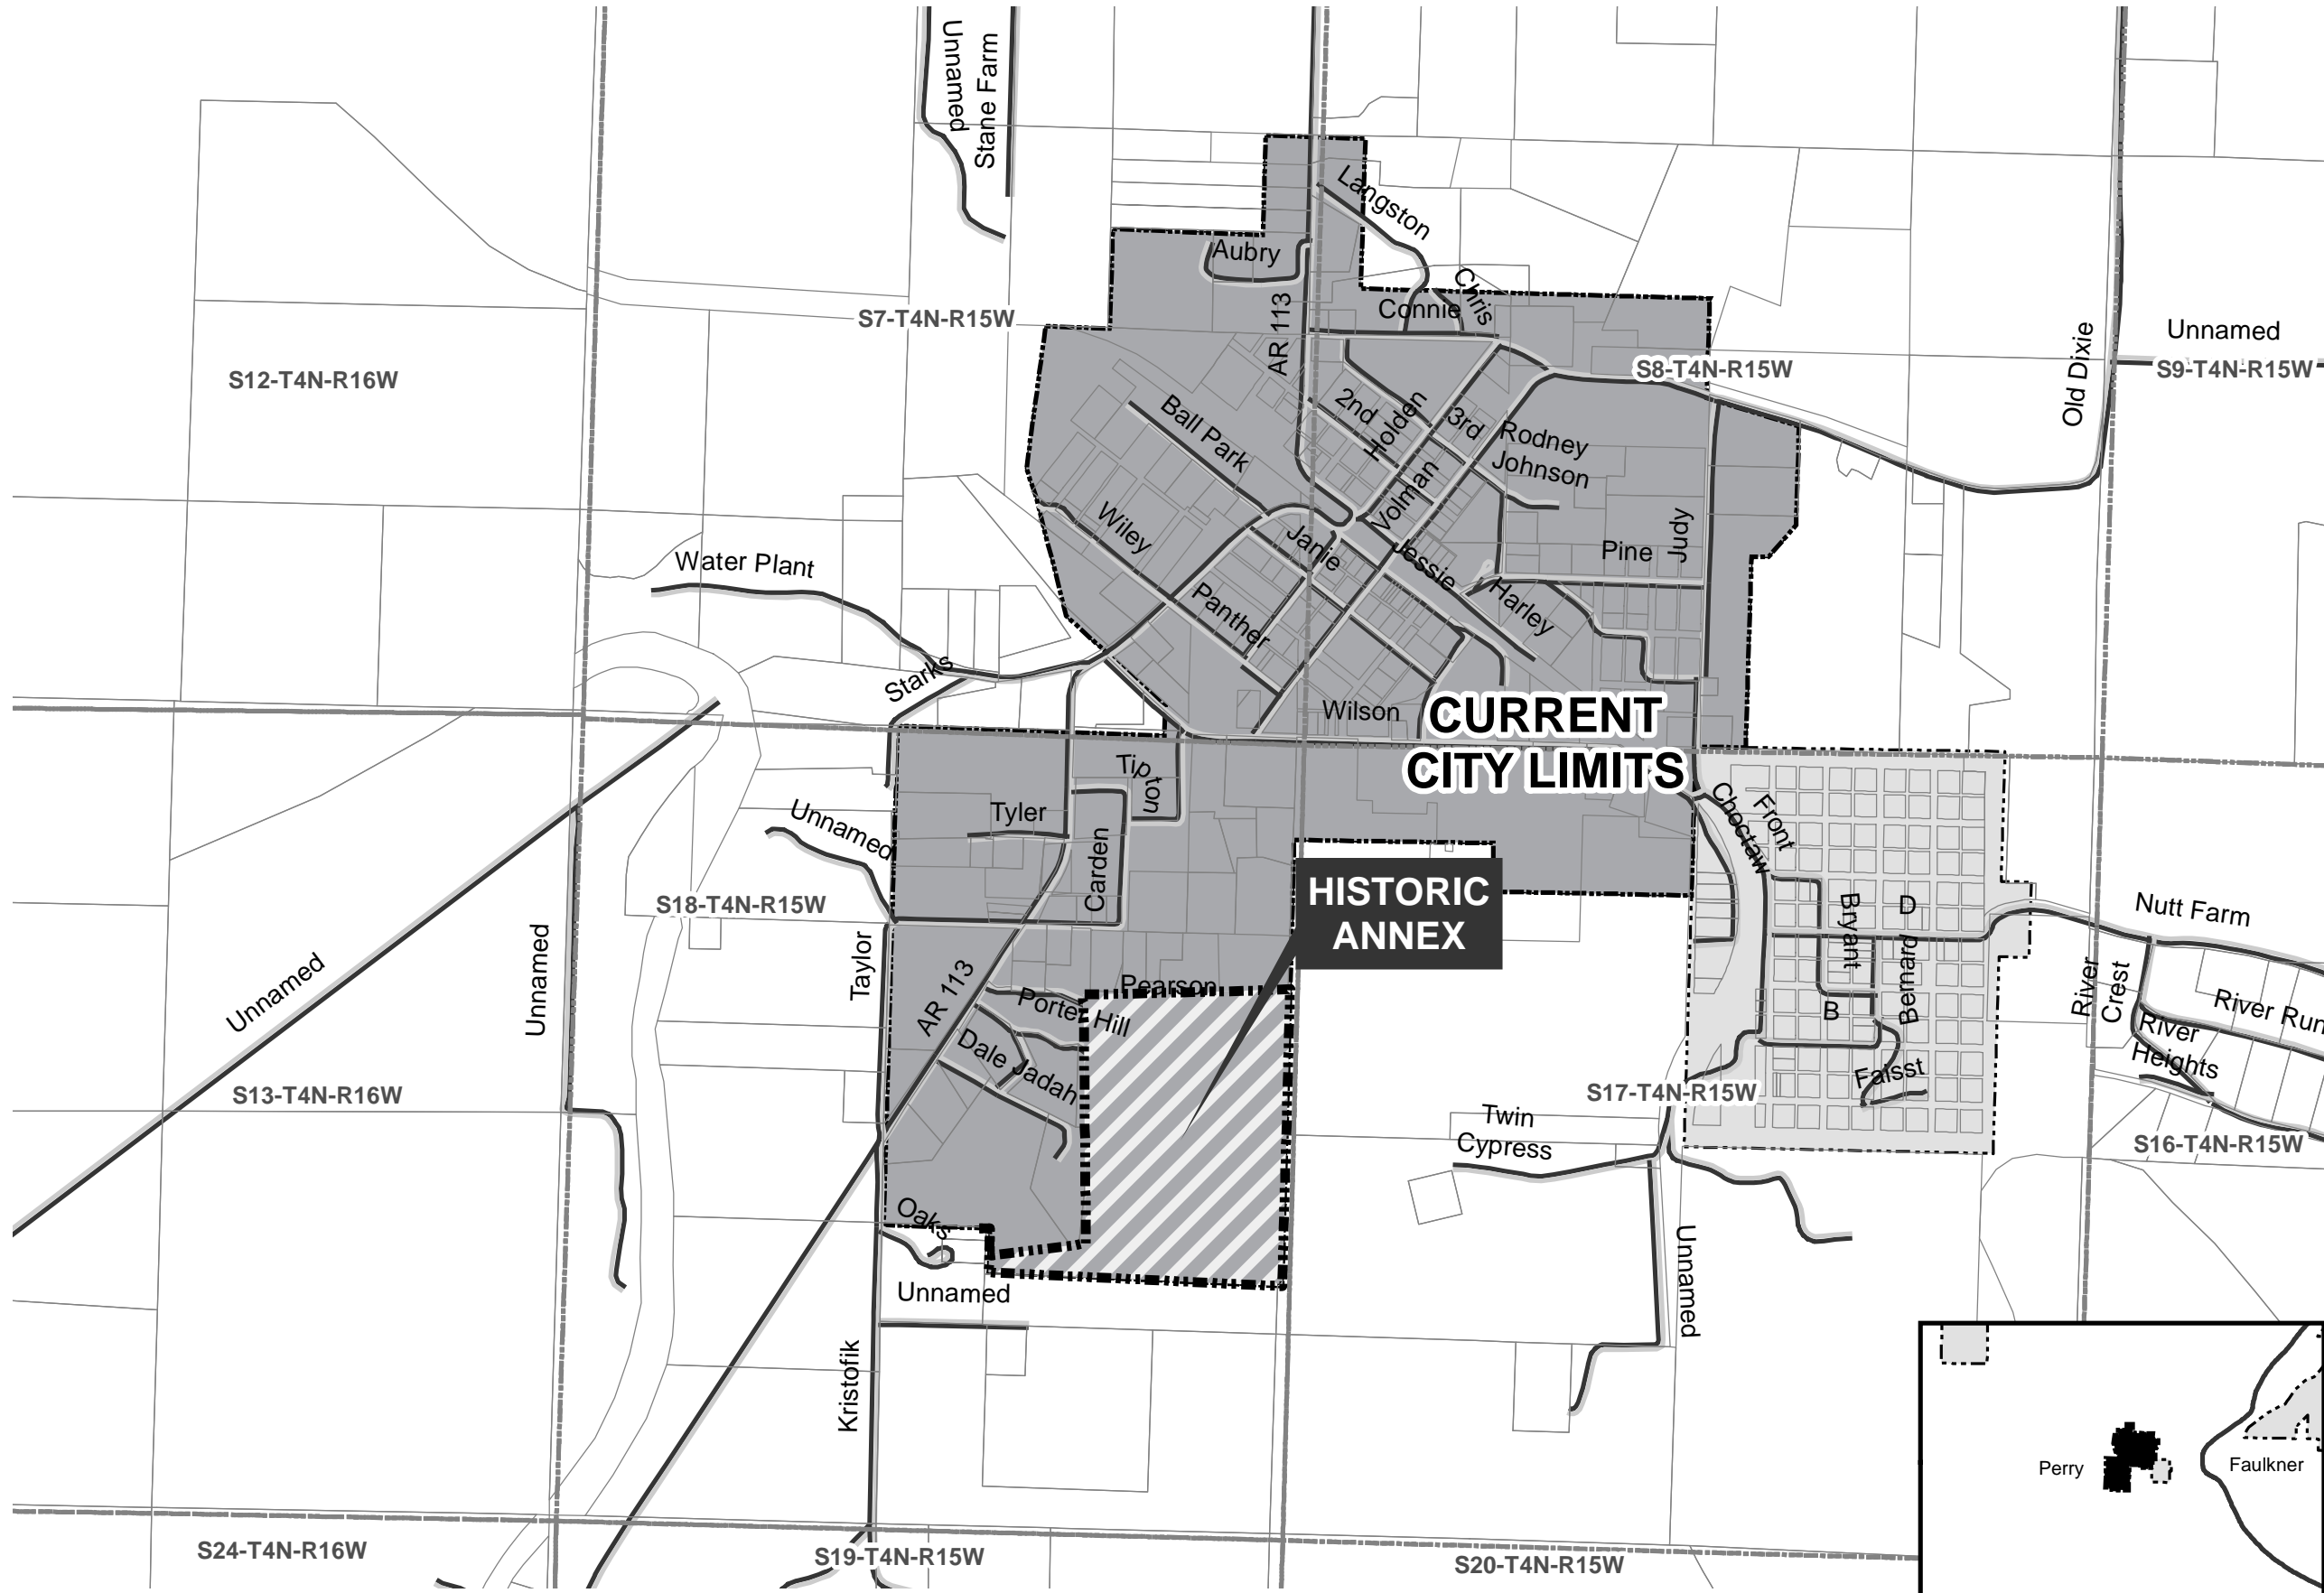 Unnamed
Stane Farm
Langston
Aubry
Chris
Connie
AR 113
S7-T4N-R15W
S12-T4N-R16W
S8-T4N-R15W
Old Dixie
Unnamed
S9-T4N-R15W
Ball Park
2nd
Holden
3rd
Rodney
Johnson
Volman
Wiley
Janie
Jessie
Pine
Judy
Water Plant
Panther
Harley
Starks
Wilson
CURRENT
CITY LIMITS
Tipton
Tyler
Carden
Unnamed
Choctaw
Front
S18-T4N-R15W
HISTORIC
ANNEX
Bryant
D
Bernard
Nutt Farm
Unnamed
Unnamed
Taylor
AR 113
Pearson
Porter Hill
B
River
Crest
River Run
River
Heights
Dale Jadah
Faisst
S13-T4N-R16W
S17-T4N-R15W
Twin
Cypress
S16-T4N-R15W
Oaks
Unnamed
Unnamed
Kristofik
Perry
Faulkner
S24-T4N-R16W
S19-T4N-R15W
S20-T4N-R15W